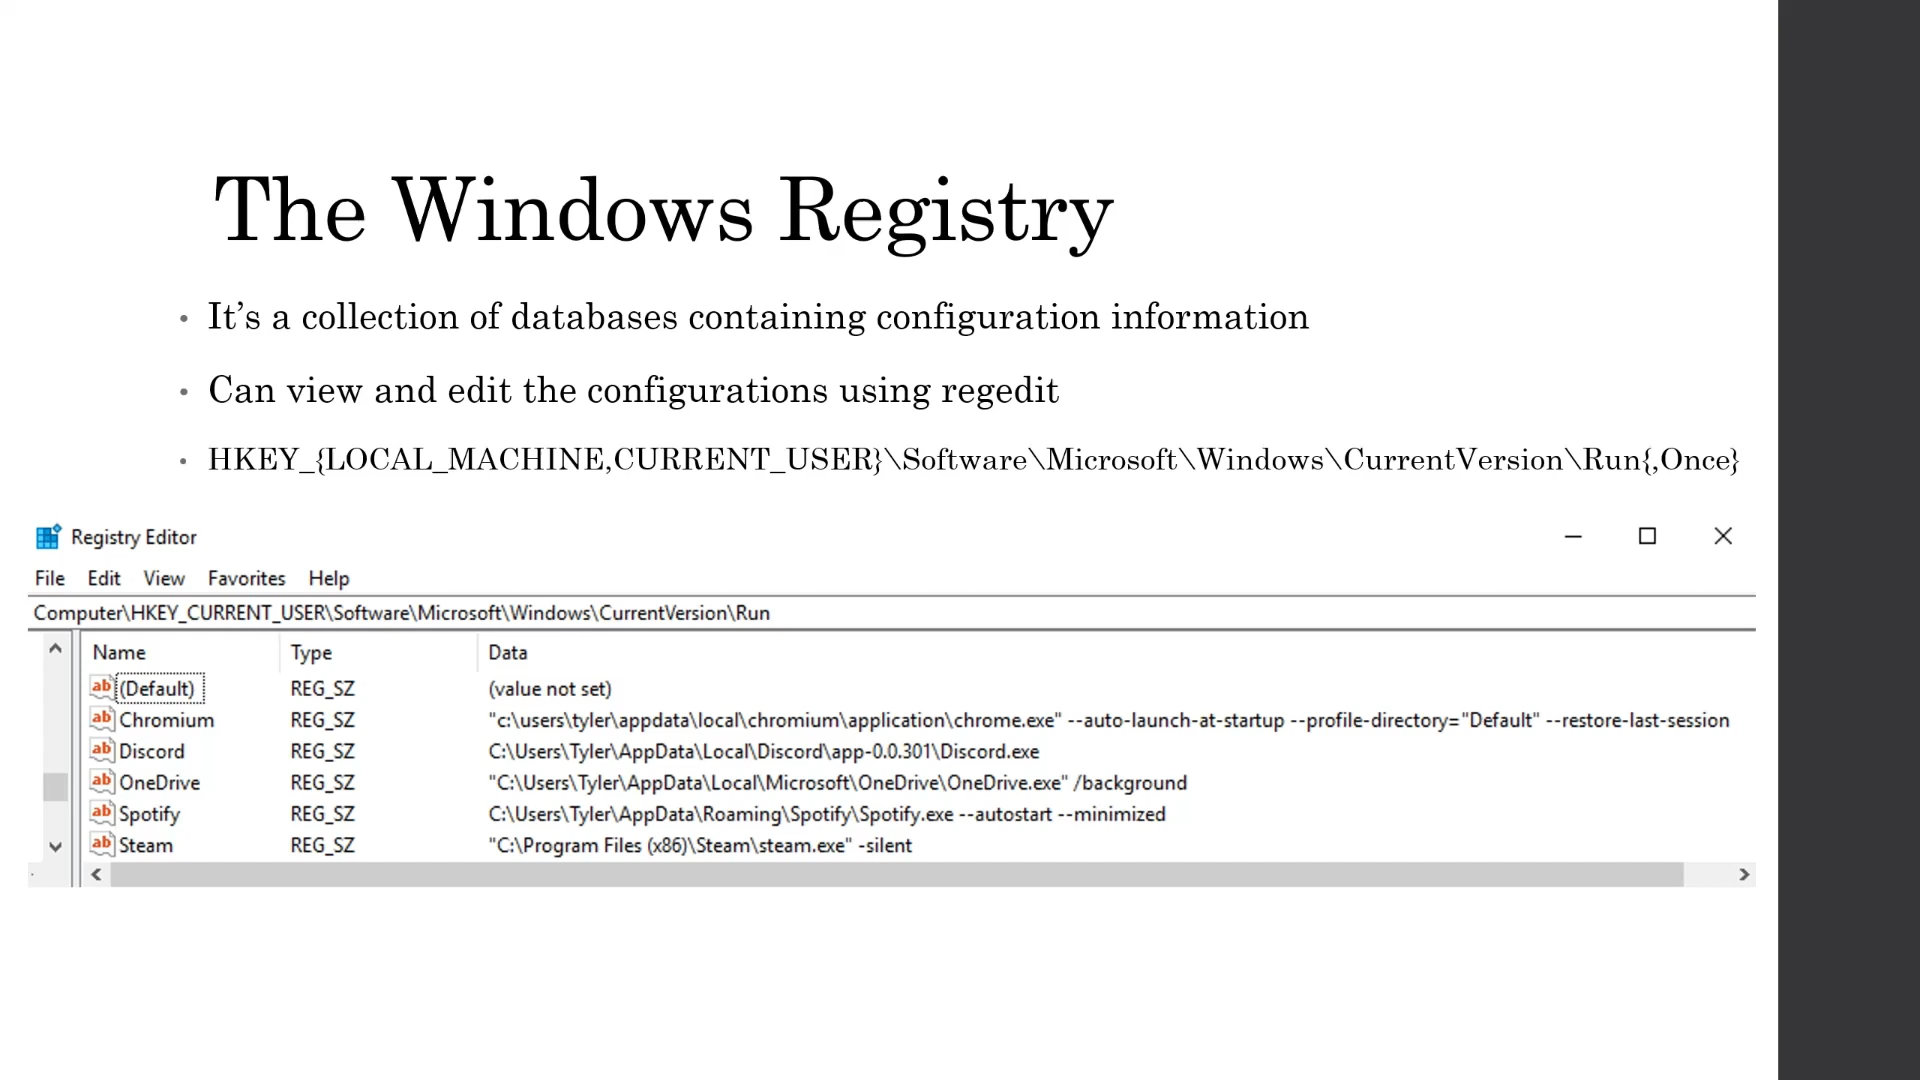 The Windows Registry
• It’s a collection of databases containing configuration information
• Can view and edit the configurations using regedit
• HKEY_{LOCAL_MACHINE,CURRENT_USER}\Software\Microsoft\Windows\CurrentVersion\Run{,Once}
Registry Editor
File Edit View Favorites Help
Computer\HKEY_CURRENT_USER\Software\Microsoft\Windows\CurrentVersion\Run
Name Type Data
ab (Default) REG_SZ (value not set)
ab Chromium REG_SZ "c:\users\tyler\appdata\local\chromium\application\chrome.exe" --auto-launch-at-startup --profile-directory="Default" --restore-last-session
ab Discord REG_SZ C:\Users\Tyler\AppData\Local\Discord\app-0.0.301\Discord.exe
ab OneDrive REG_SZ "C:\Users\Tyler\AppData\Local\Microsoft\OneDrive\OneDrive.exe" /background
ab Spotify REG_SZ C:\Users\Tyler\AppData\Roaming\Spotify\Spotify.exe --autostart --minimized
ab Steam REG_SZ "C:\Program Files (x86)\Steam\steam.exe" -silent